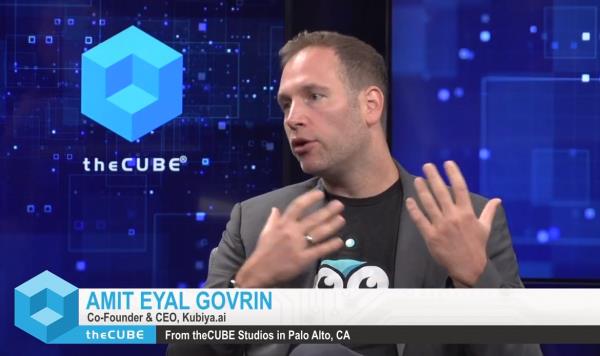 theCUBE®
AMIT EYAL GOVRIN
Co-Founder & CEO, Kubiya.ai
theCUBE
From theCUBE Studios in Palo Alto, CA